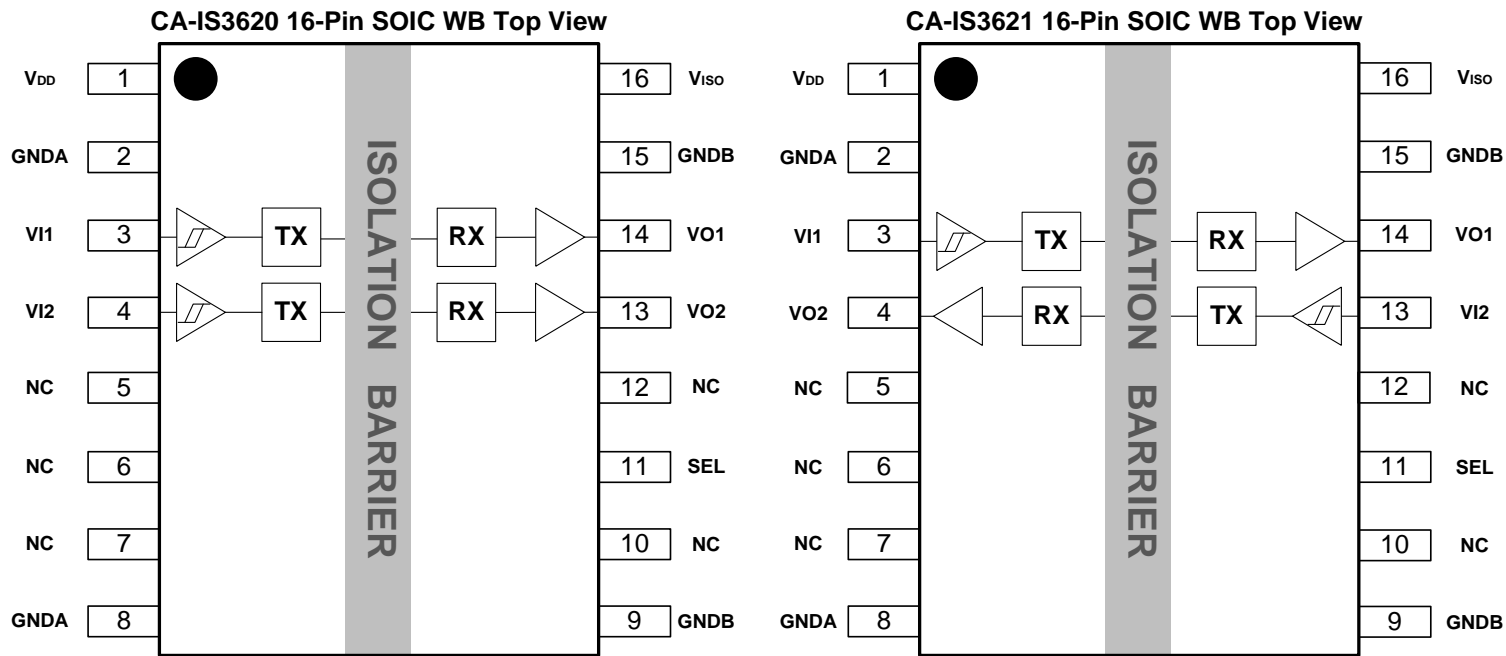 CA-IS3620 16-Pin SOIC WB Top View
VDD 1 16 VISO
GNDA 2 15 GNDB
VI1 3 TX RX 14 VO1
VI2 4 TX RX 13 VO2
NC 5 12 NC
NC 6 11 SEL
NC 7 10 NC
GNDA 8 9 GNDB
ISOLATION BARRIER
CA-IS3621 16-Pin SOIC WB Top View
VDD 1 16 VISO
GNDA 2 15 GNDB
VI1 3 TX RX 14 VO1
VO2 4 RX TX 13 VI2
NC 5 12 NC
NC 6 11 SEL
NC 7 10 NC
GNDA 8 9 GNDB
ISOLATION BARRIER